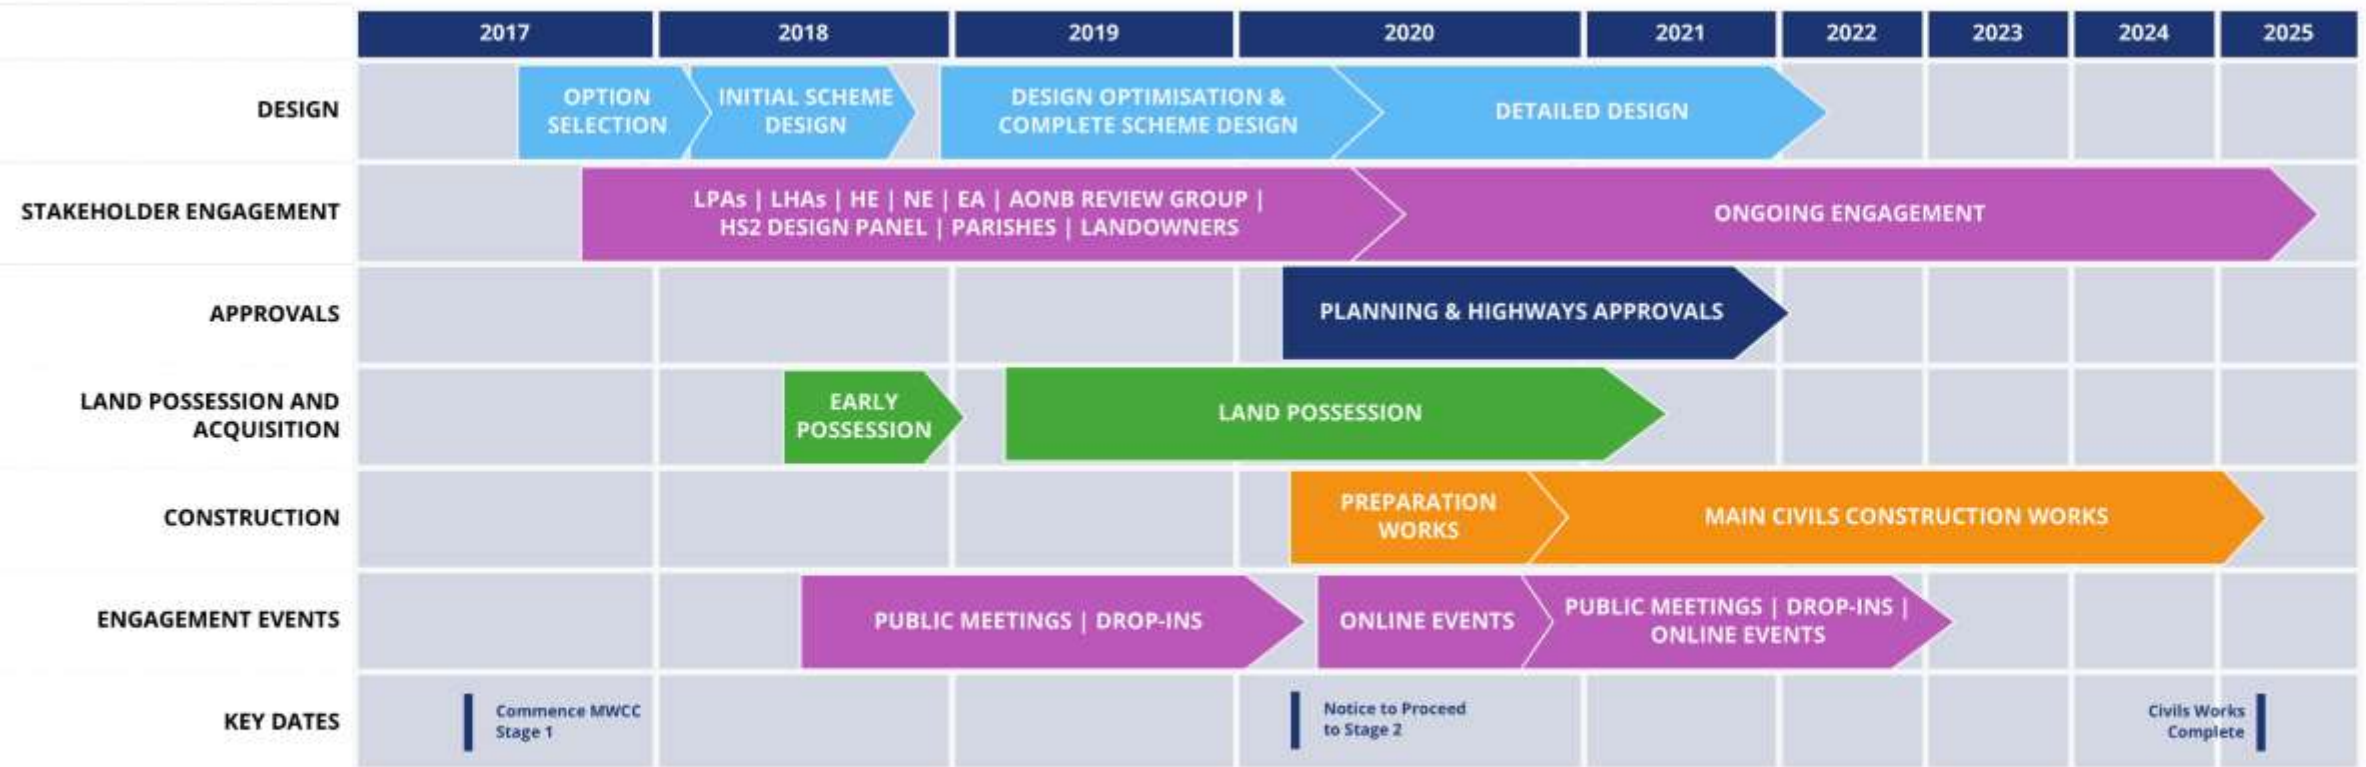 2017 2018 2019 2020 2021 2022 2023 2024 2025
DESIGN
OPTION
SELECTION
INITIAL SCHEME
DESIGN
DESIGN OPTIMISATION &
COMPLETE SCHEME DESIGN
DETAILED DESIGN
STAKEHOLDER ENGAGEMENT
LPAs | LHAs | HE | NE | EA | AONB REVIEW GROUP |
HS2 DESIGN PANEL | PARISHES | LANDOWNERS
ONGOING ENGAGEMENT
APPROVALS
PLANNING & HIGHWAYS APPROVALS
LAND POSSESSION AND
ACQUISITION
EARLY
POSSESSION
LAND POSSESSION
CONSTRUCTION
PREPARATION
WORKS
MAIN CIVILS CONSTRUCTION WORKS
ENGAGEMENT EVENTS
PUBLIC MEETINGS | DROP-INS
ONLINE EVENTS
PUBLIC MEETINGS | DROP-INS |
ONLINE EVENTS
KEY DATES
Commence MWCC
Stage 1
Notice to Proceed
to Stage 2
Civils Works
Complete